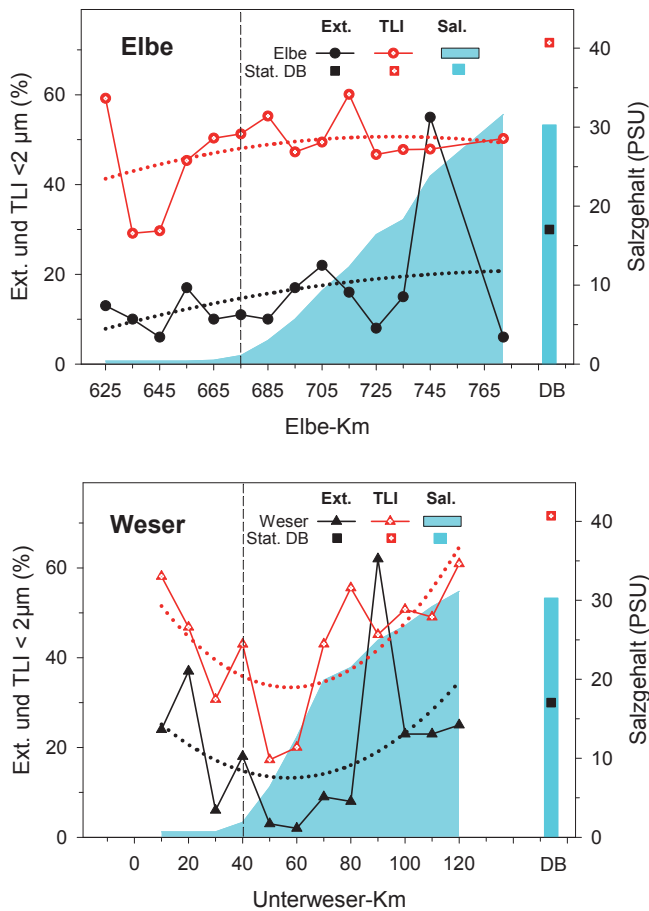 Elbe
Ext. TLI Sal.
Elbe
Stat. DB
60
40
20
0
40
30
20
10
0
Ext. und TLI <2 µm (%)
Salzgehalt (PSU)
625 645 665 685 705 725 745 765 DB
Elbe-Km
Weser
Ext. TLI Sal.
Weser
Stat. DB
60
40
20
0
40
30
20
10
0
Ext. und TLI < 2µm (%)
Salzgehalt (PSU)
0 20 40 60 80 100 120 DB
Unterweser-Km